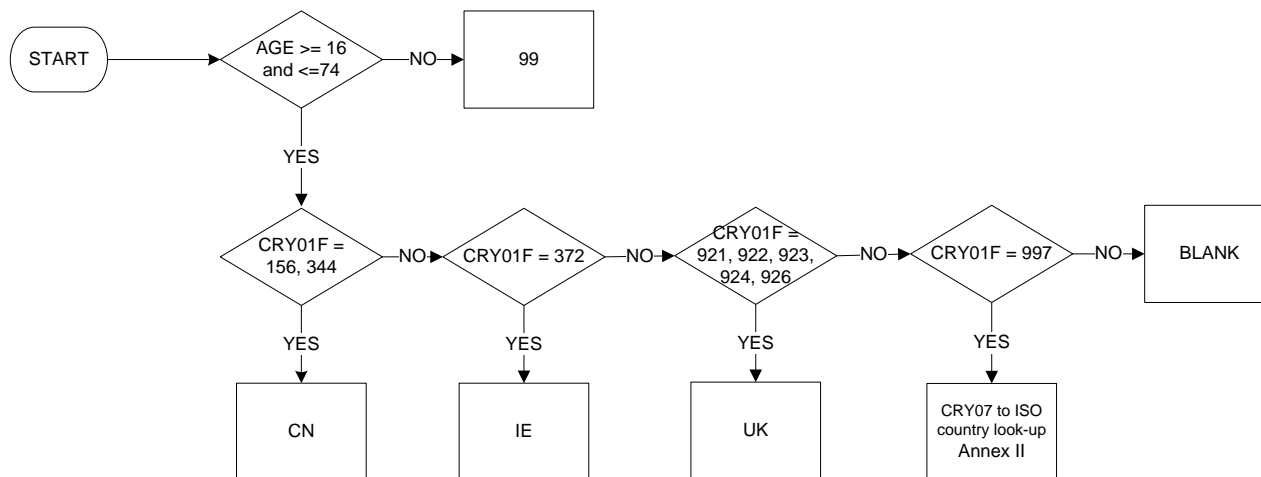 START
AGE >= 16
and <=74
NO
99
YES
CRY01F =
156, 344
NO
CRY01F = 372
NO
CRY01F =
921, 922, 923,
924, 926
NO
CRY01F = 997
NO
BLANK
YES
YES
YES
YES
CN
IE
UK
CRY07 to ISO
country look-up
Annex II